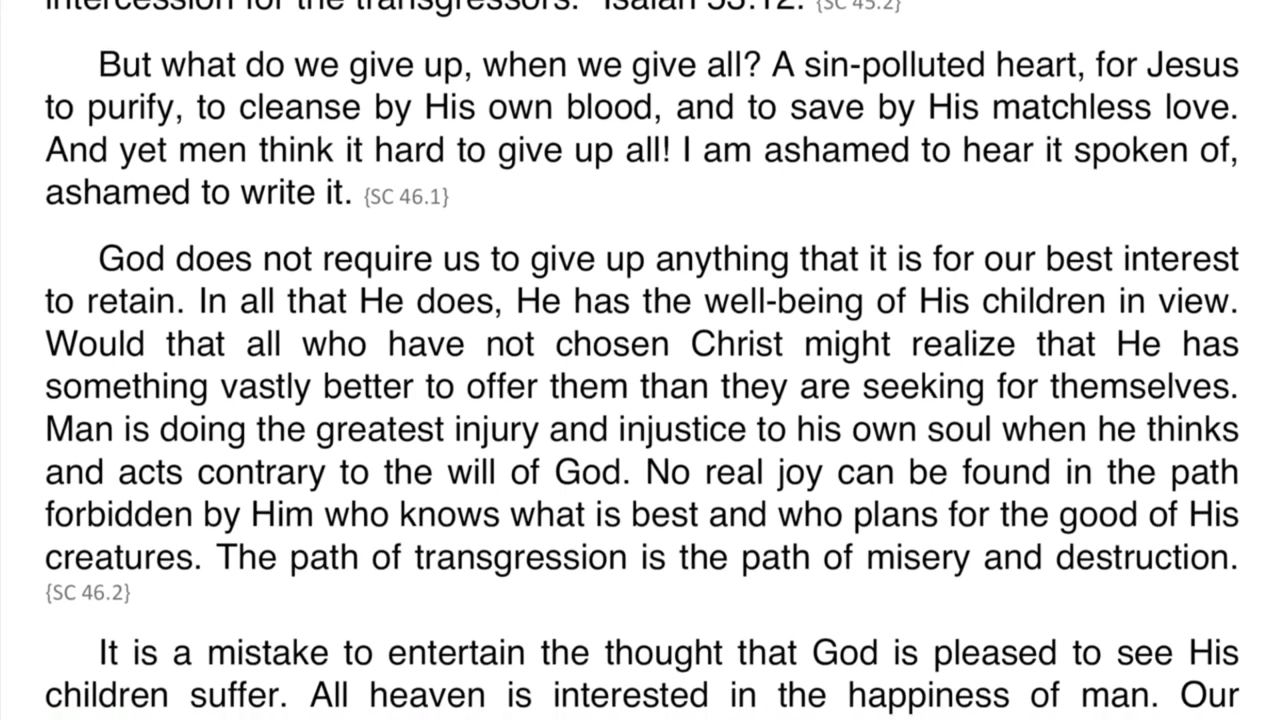 intercession for the transgressors." Isaiah 53:12. {SC 45.2}
But what do we give up, when we give all? A sin-polluted heart, for Jesus
to purify, to cleanse by His own blood, and to save by His matchless love.
And yet men think it hard to give up all! I am ashamed to hear it spoken of,
ashamed to write it. {SC 46.1}
God does not require us to give up anything that it is for our best interest
to retain. In all that He does, He has the well-being of His children in view.
Would that all who have not chosen Christ might realize that He has
something vastly better to offer them than they are seeking for themselves.
Man is doing the greatest injury and injustice to his own soul when he thinks
and acts contrary to the will of God. No real joy can be found in the path
forbidden by Him who knows what is best and who plans for the good of His
creatures. The path of transgression is the path of misery and destruction.
{SC 46.2}
It is a mistake to entertain the thought that God is pleased to see His
children suffer. All heaven is interested in the happiness of man. Our